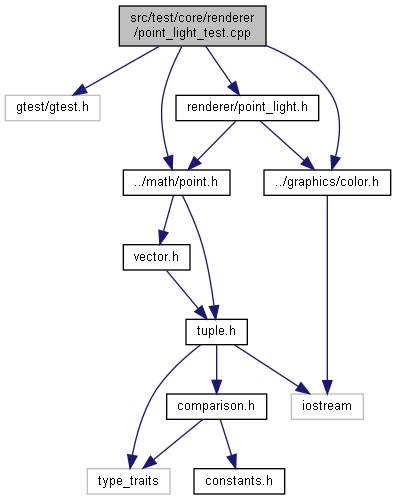 src/test/core/renderer
/point_light_test.cpp
gtest/gtest.h
renderer/point_light.h
../math/point.h
../graphics/color.h
vector.h
tuple.h
comparison.h
iostream
type_traits
constants.h